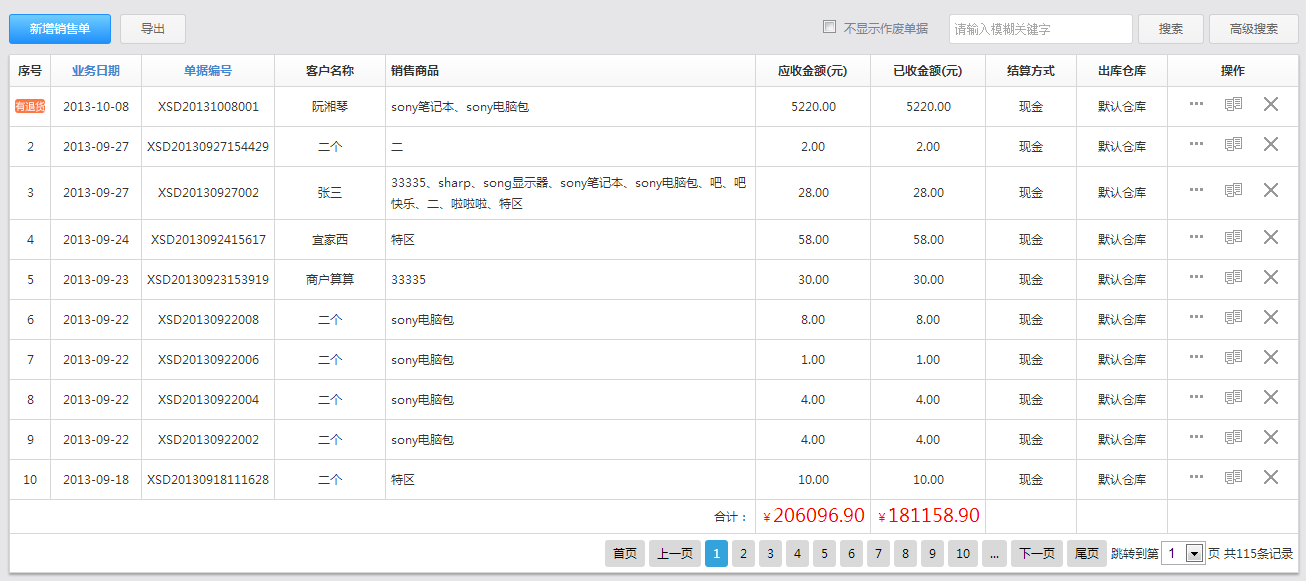 新增销售单 导出 不显示作废单据 请输入模糊关键字 搜索 高级搜索
序号 业务日期 单据编号 客户名称 销售商品 应收金额(元) 已收金额(元) 结算方式 出库仓库 操作
有退货 2013-10-08 XSD20131008001 阮湘琴 sony笔记本、sony电脑包 5220.00 5220.00 现金 默认仓库
2 2013-09-27 XSD20130927154429 二个 二 2.00 2.00 现金 默认仓库
3 2013-09-27 XSD20130927002 张三 33335、sharp、song显示器、sony笔记本、sony电脑包、吧、吧 28.00 28.00 现金 默认仓库
快乐、二、啦啦啦、特区
4 2013-09-24 XSD2013092415617 宜家西 特区 58.00 58.00 现金 默认仓库
5 2013-09-23 XSD20130923153919 商户算算 33335 30.00 30.00 现金 默认仓库
6 2013-09-22 XSD20130922008 二个 sony电脑包 8.00 8.00 现金 默认仓库
7 2013-09-22 XSD20130922006 二个 sony电脑包 1.00 1.00 现金 默认仓库
8 2013-09-22 XSD20130922004 二个 sony电脑包 4.00 4.00 现金 默认仓库
9 2013-09-22 XSD20130922002 二个 sony电脑包 4.00 4.00 现金 默认仓库
10 2013-09-18 XSD20130918111628 二个 特区 10.00 10.00 现金 默认仓库
合计： ¥206096.90 ¥181158.90
首页 上一页 1 2 3 4 5 6 7 8 9 10 ... 下一页 尾页 跳转到第 1 页 共115条记录